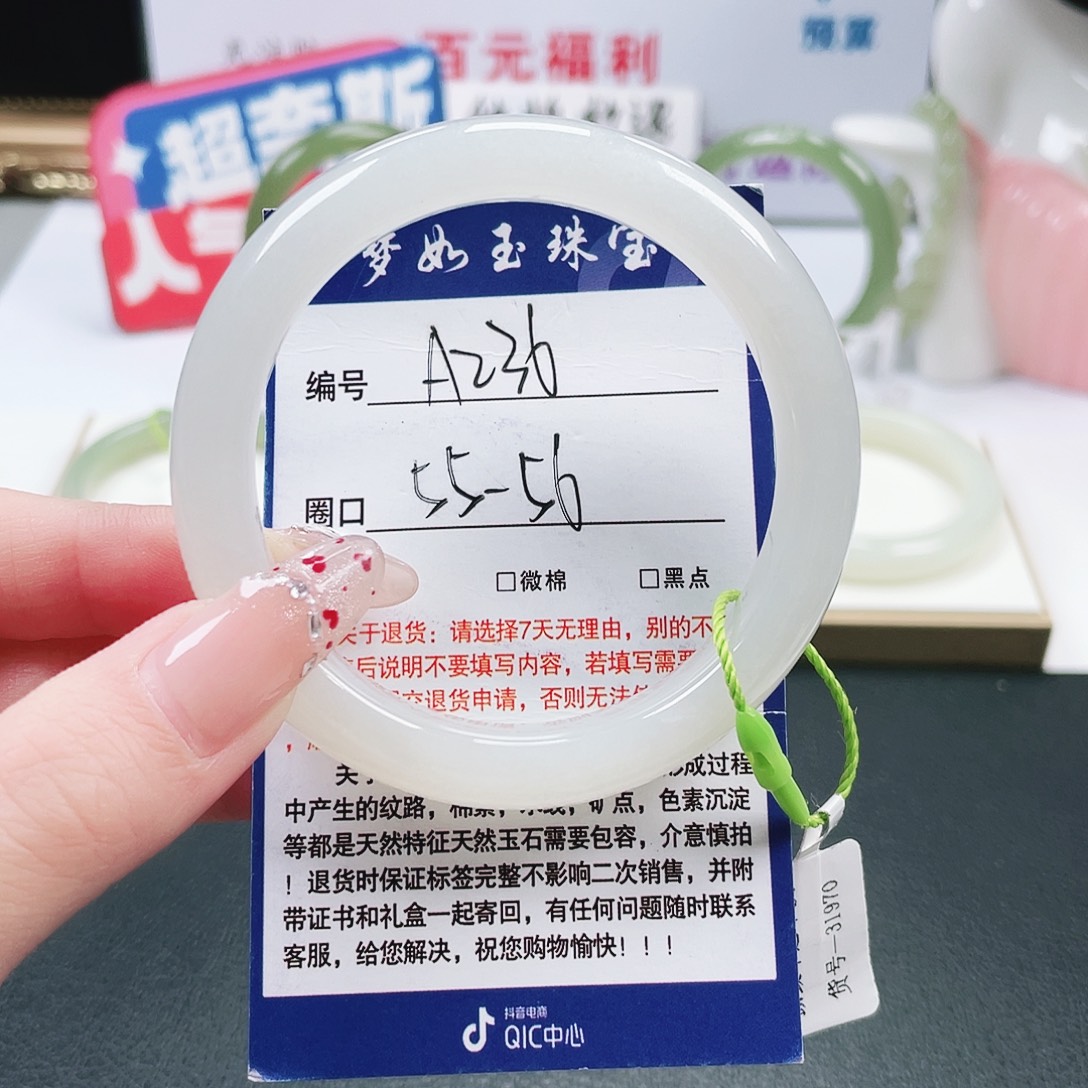 百元福利
超奈斯
人气
梦如玉珠宝
编号 A236
圈口 55-56
□微棉 □黑点
关于退货：请选择7天无理由，别的不
后说明不要填写内容，若填写需要
交退货申请，否则无法
关
形成过程
中产生的纹路，棉絮，水线，矿点，色素沉淀
等都是天然特征天然玉石需要包容，介意慎拍
！退货时保证标签完整不影响二次销售，并附
带证书和礼盒一起寄回，有任何问题随时联系
客服，给您解决，祝您购物愉快！！！
抖音电商
QIC中心
货号-31970